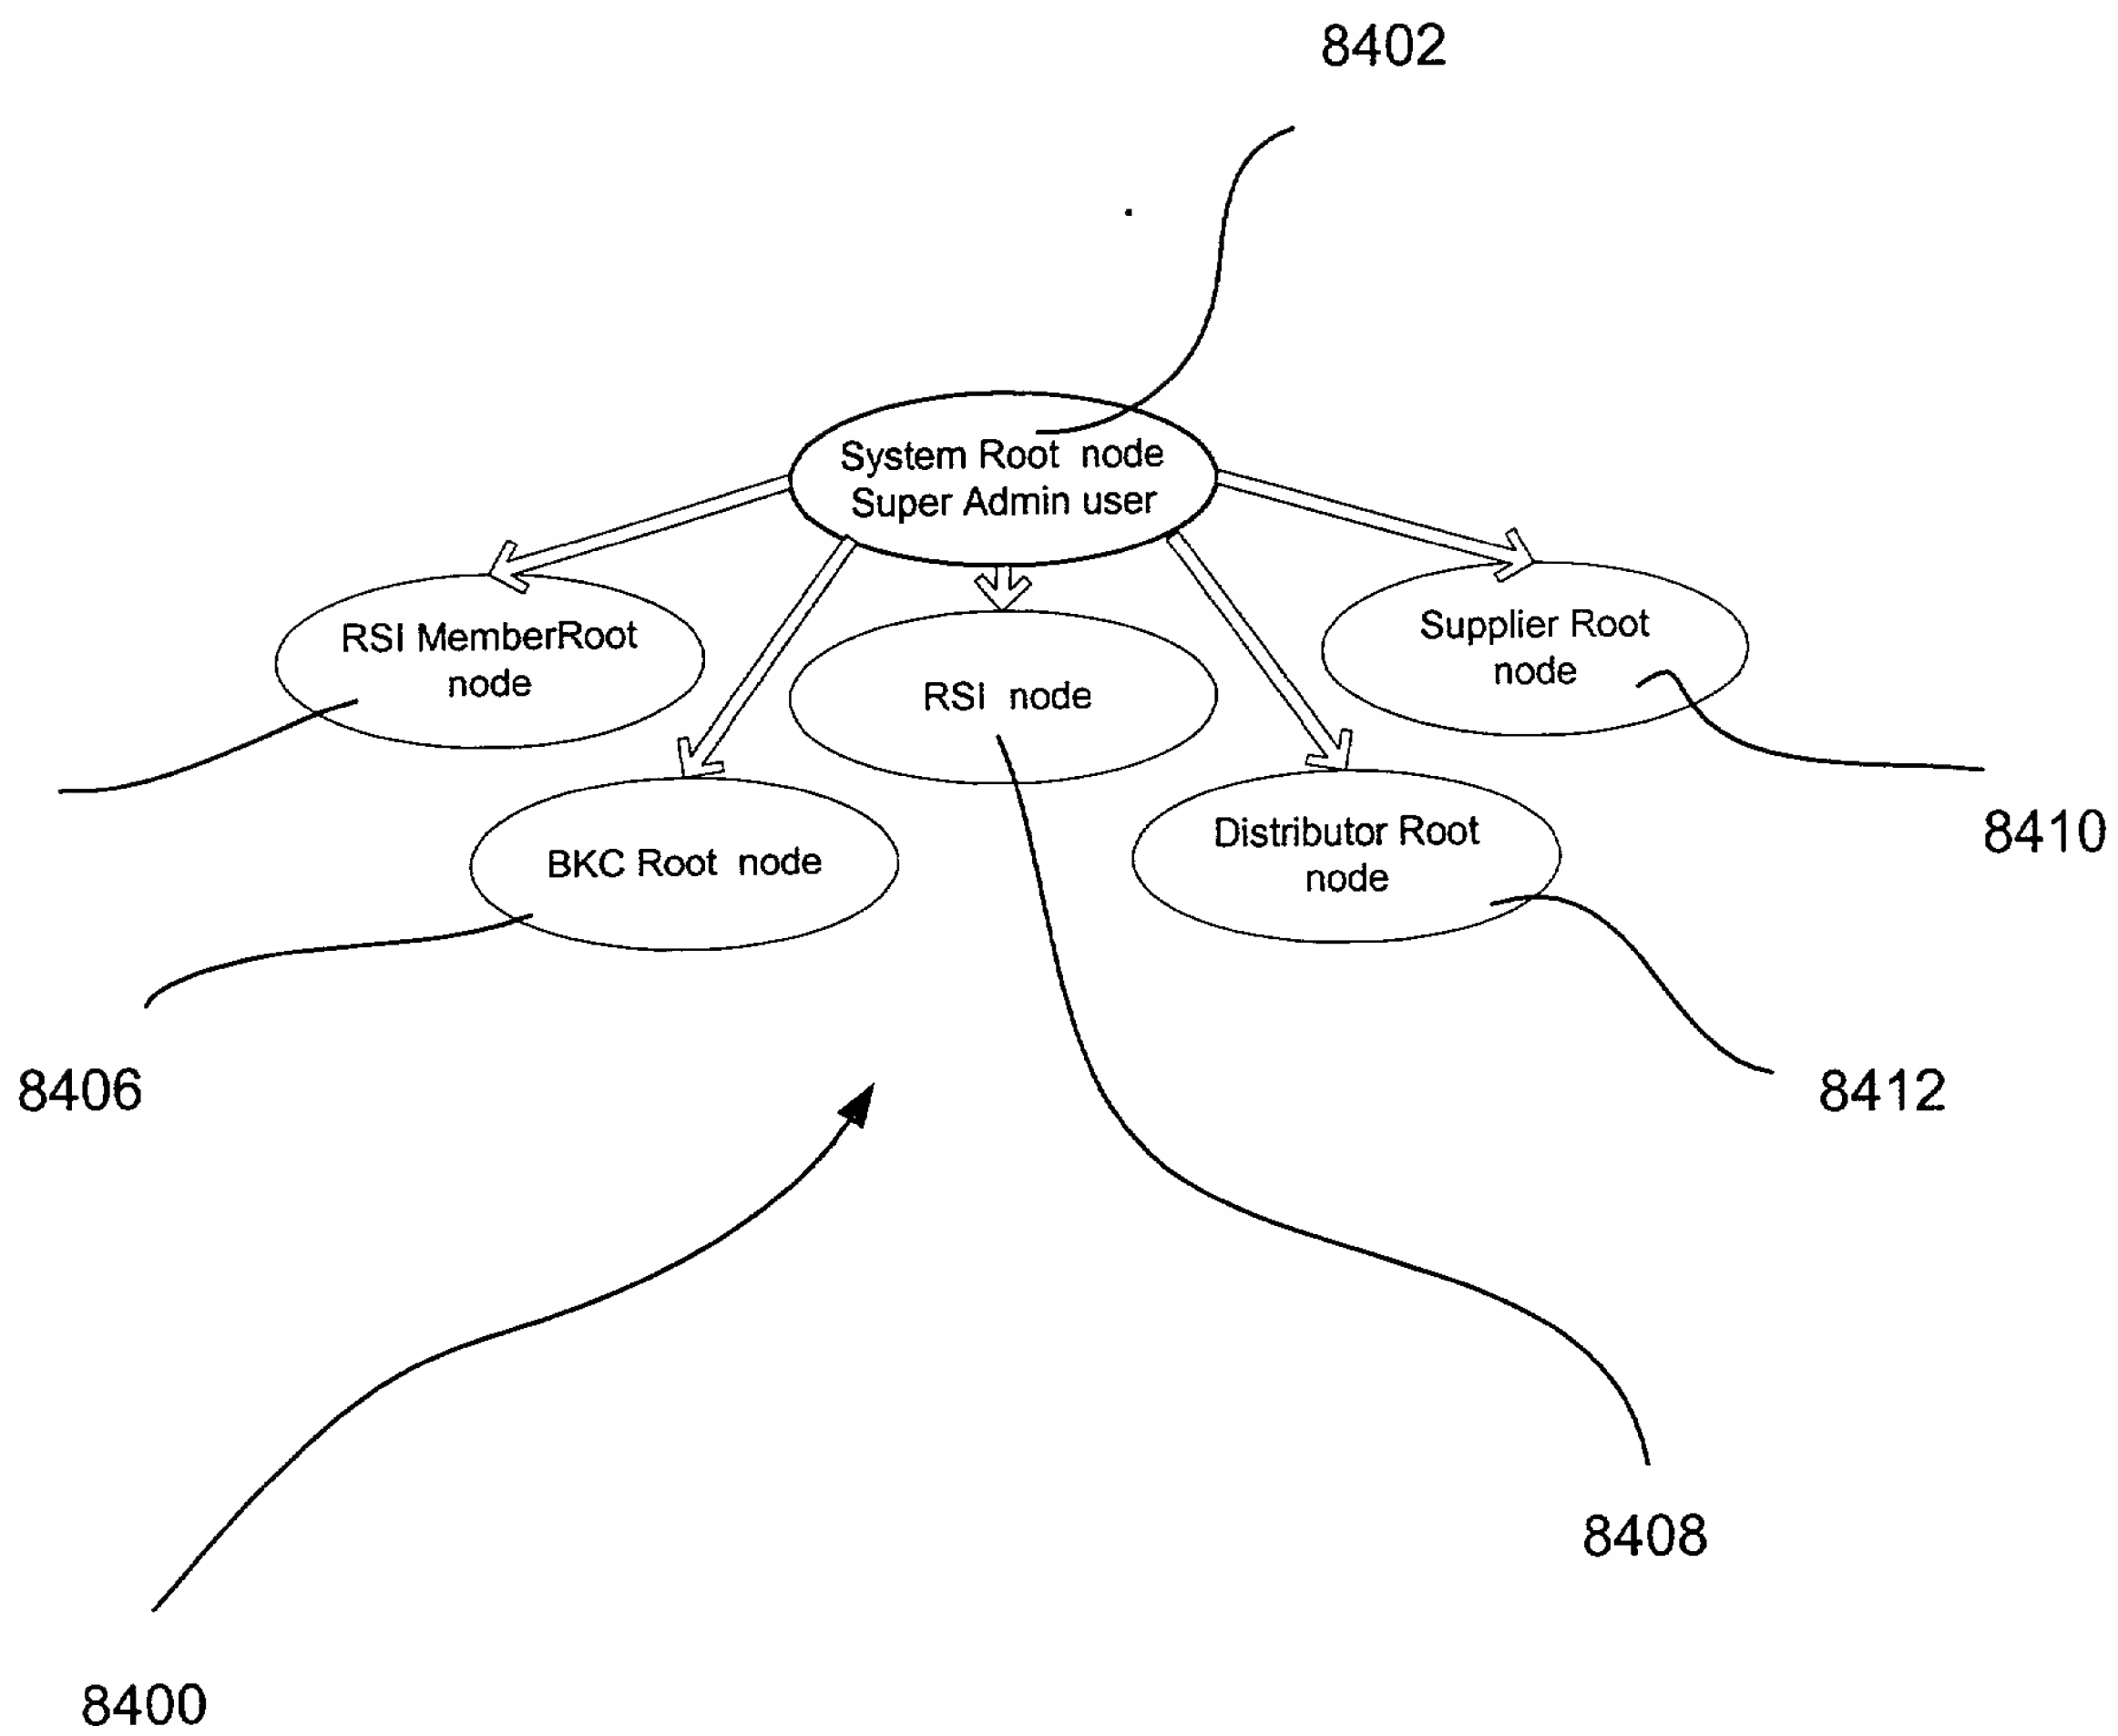 8402
System Root node
Super Admin user
RSI MemberRoot
node
Supplier Root
node
RSI node
8410
BKC Root node
Distributor Root
node
8406
8412
8408
8400